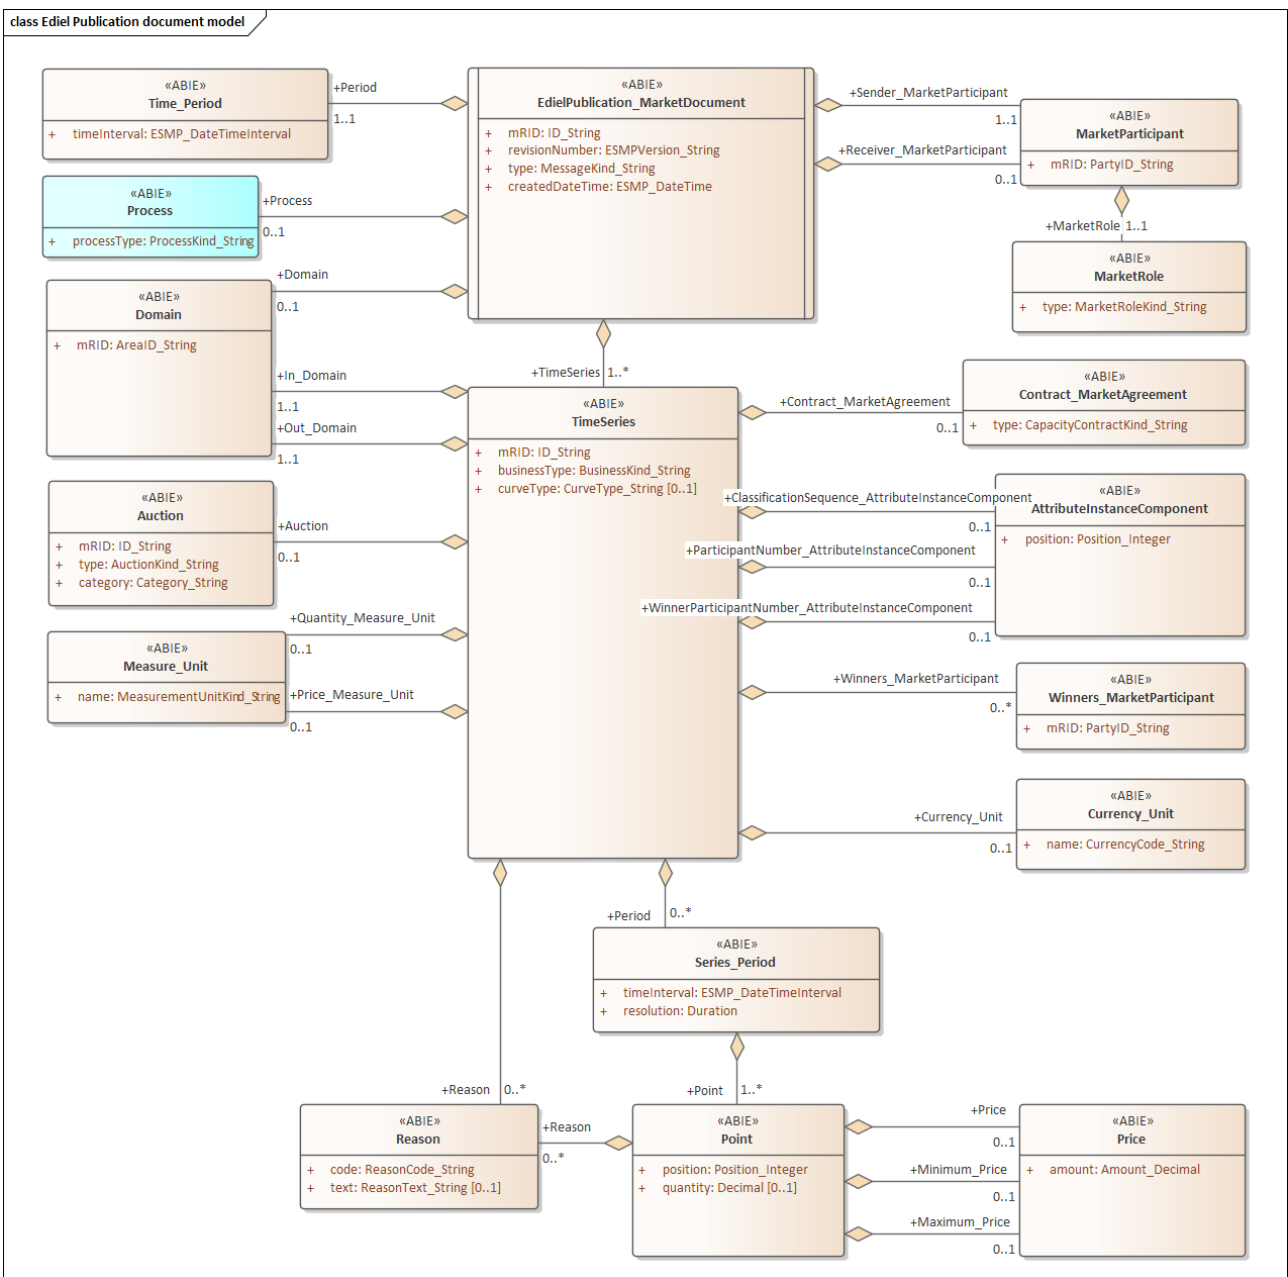 class Ediel Publication document model
«ABIE»
Time_Period
+ timeInterval: ESMP_DateTimeInterval
+Period
1..1
«ABIE»
EdielPublication_MarketDocument
+ mRID: ID_String
+ revisionNumber: ESMPVersion_String
+ type: MessageKind_String
+ createdDateTime: ESMP_DateTime
+Sender_MarketParticipant
1..1
+Receiver_MarketParticipant
0..1
«ABIE»
MarketParticipant
+ mRID: PartyID_String
+MarketRole 1..1
«ABIE»
MarketRole
+ type: MarketRoleKind_String
«ABIE»
Process
+ processType: ProcessKind_String
+Process
0..1
+Domain
0..1
«ABIE»
Domain
+ mRID: AreaID_String
+In_Domain
1..1
+Out_Domain
1..1
+TimeSeries 1..*
«ABIE»
TimeSeries
+ mRID: ID_String
+ businessType: BusinessKind_String
+ curveType: CurveType_String [0..1]
+Contract_MarketAgreement
0..1
«ABIE»
Contract_MarketAgreement
+ type: CapacityContractKind_String
«ABIE»
Auction
+ mRID: ID_String
+ type: AuctionKind_String
+ category: Category_String
+Auction
0..1
+ClassificationSequence_AttributeInstanceComponent
0..1
+ParticipantNumber_AttributeInstanceComponent
0..1
+WinnerParticipantNumber_AttributeInstanceComponent
0..1
«ABIE»
AttributeInstanceComponent
+ position: Position_Integer
+Quantity_Measure_Unit
0..1
«ABIE»
Measure_Unit
+ name: MeasurementUnitKind_String
+Price_Measure_Unit
0..1
+Winners_MarketParticipant
0..*
«ABIE»
Winners_MarketParticipant
+ mRID: PartyID_String
+Currency_Unit
0..1
«ABIE»
Currency_Unit
+ name: CurrencyCode_String
+Period 0..*
«ABIE»
Series_Period
+ timeInterval: ESMP_DateTimeInterval
+ resolution: Duration
+Reason 0..*
+Point 1..*
«ABIE»
Reason
+ code: ReasonCode_String
+ text: ReasonText_String [0..1]
+Reason
0..*
«ABIE»
Point
+ position: Position_Integer
+ quantity: Decimal [0..1]
+Price
0..1
+Minimum_Price
0..1
+Maximum_Price
0..1
«ABIE»
Price
+ amount: Amount_Decimal